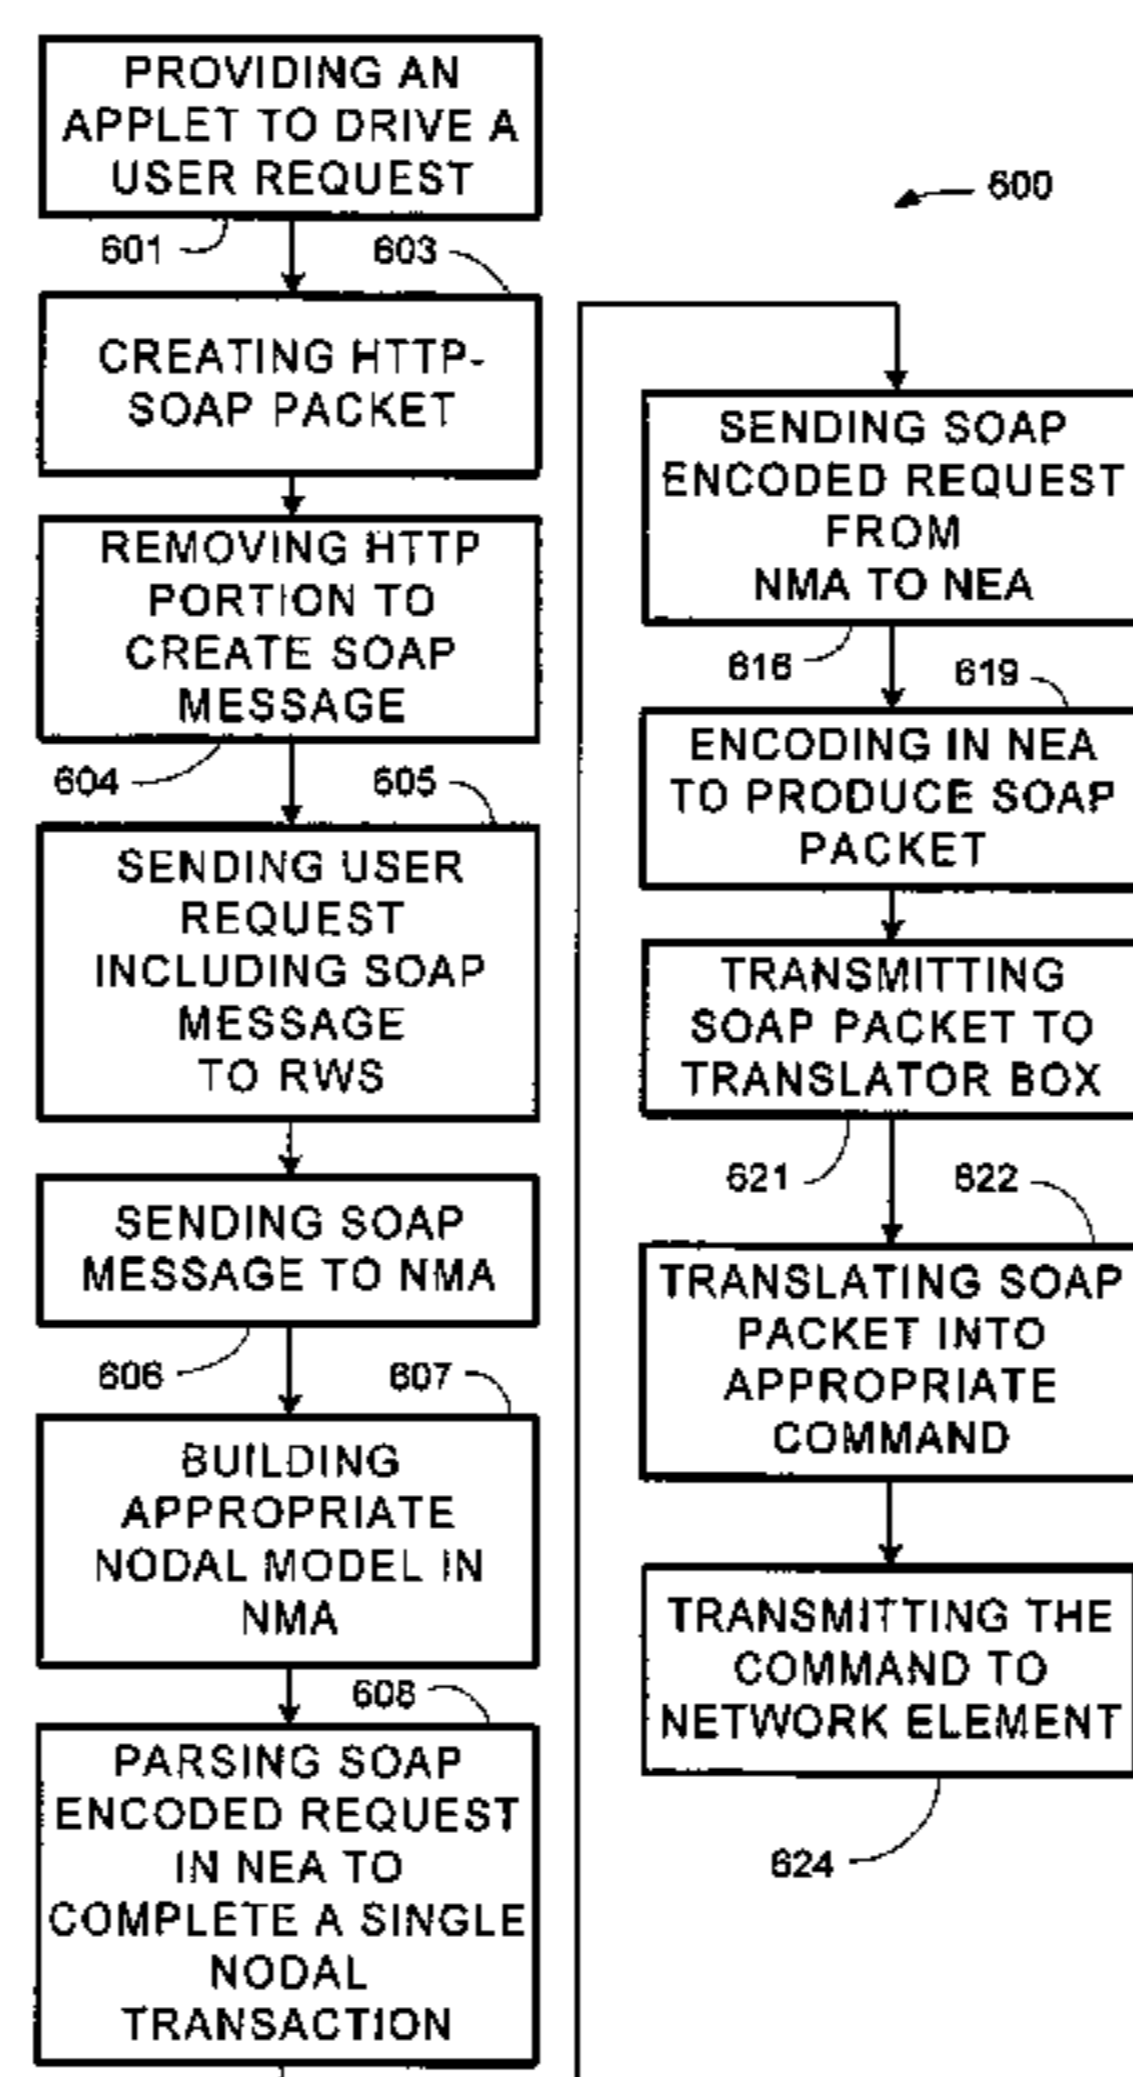 PROVIDING AN
APPLET TO DRIVE A
USER REQUEST
601
603
CREATING HTTP-
SOAP PACKET
REMOVING HTTP
PORTION TO
CREATE SOAP
MESSAGE
604
605
SENDING USER
REQUEST
INCLUDING SOAP
MESSAGE
TO RWS
SENDING SOAP
MESSAGE TO NMA
606
607
BUILDING
APPROPRIATE
NODAL MODEL IN
NMA
608
PARSING SOAP
ENCODED REQUEST
IN NEA TO
COMPLETE A SINGLE
NODAL
TRANSACTION
600
SENDING SOAP
ENCODED REQUEST
FROM
NMA TO NEA
616
619
ENCODING IN NEA
TO PRODUCE SOAP
PACKET
TRANSMITTING
SOAP PACKET TO
TRANSLATOR BOX
621
622
TRANSLATING SOAP
PACKET INTO
APPROPRIATE
COMMAND
TRANSMITTING THE
COMMAND TO
NETWORK ELEMENT
624